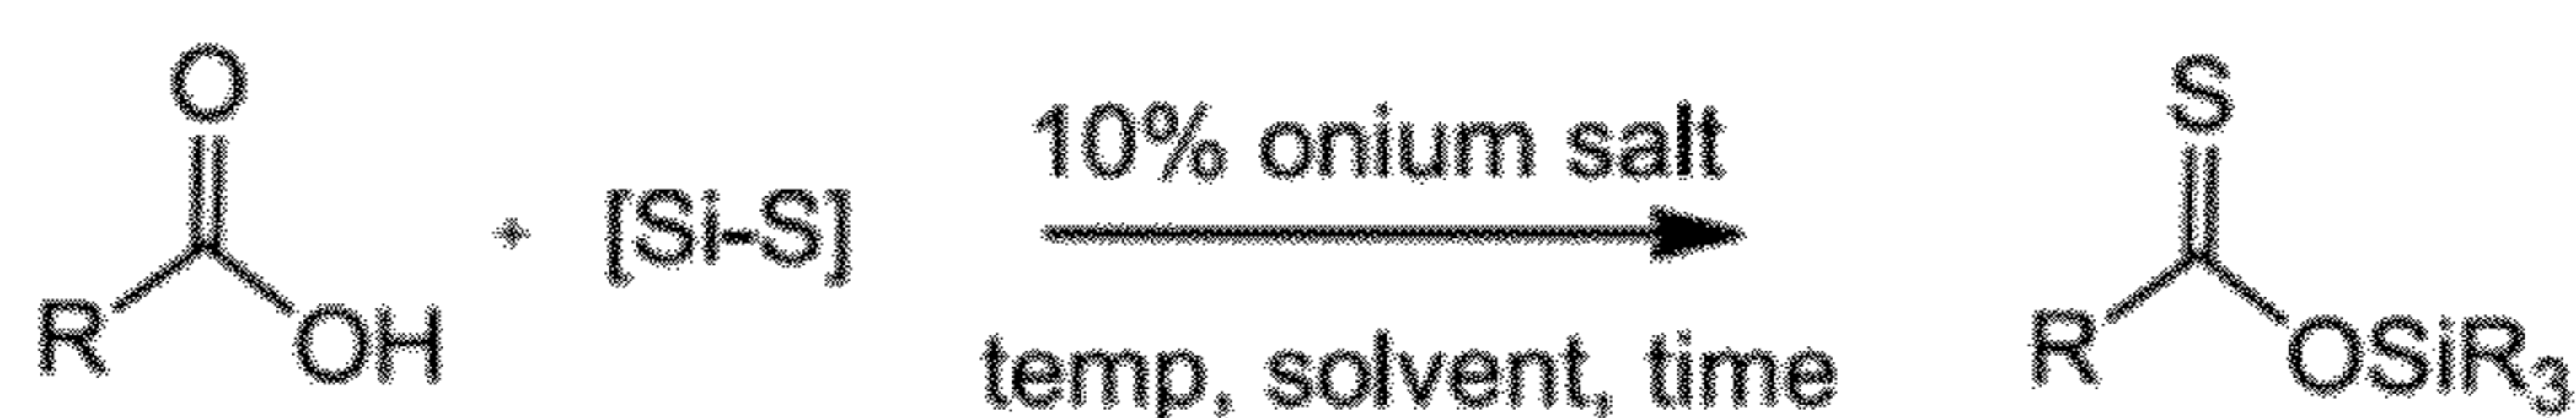 O
S
10% onium salt
+ [Si-S]
R
OH
R
OSiR3
temp, solvent, time